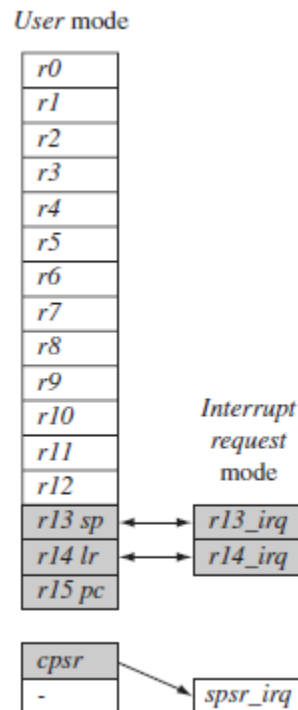 User mode
r0
r1
r2
r3
r4
r5
r6
r7
r8
r9
r10
r11
r12
r13 sp
r14 lr
r15 pc
cpsr
-
Interrupt
request
mode
r13_irq
r14_irq
spsr_irq